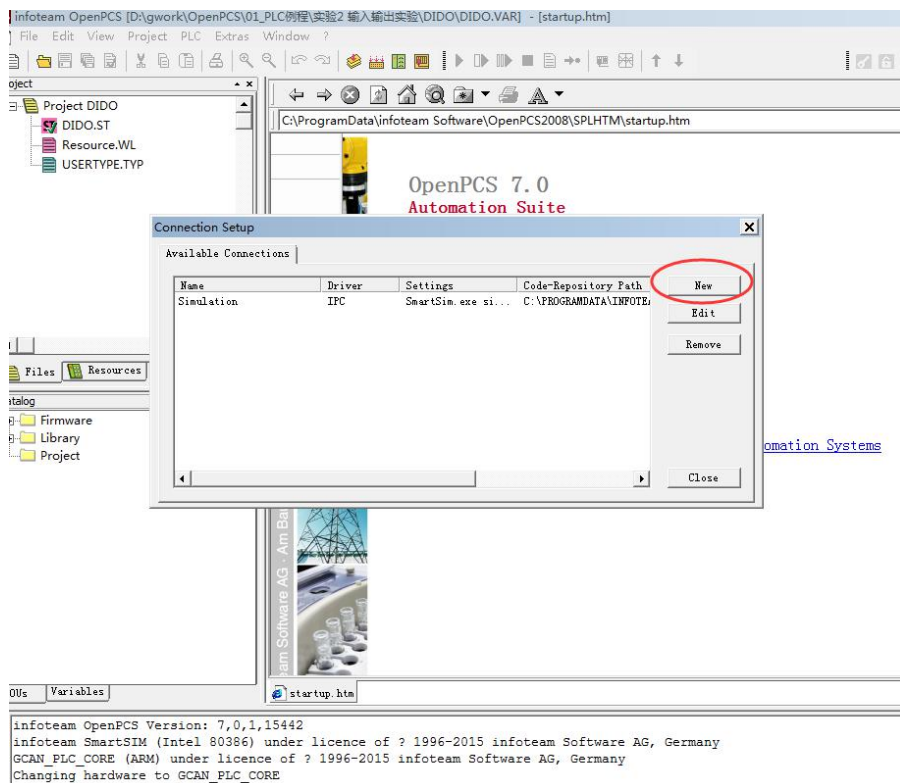 infoteam OpenPCS [D:\gwork\OpenPCS\01_PLC例程\实验2 输入输出实验\DIDO\DIDO.VAR] - [startup.htm]
File Edit View Project PLC Extras Window ?
oject
Project DIDO
DIDO.ST
Resource.WL
USERTYPE.TYP
C:\ProgramData\infoteam Software\OpenPCS2008\SPLHTM\startup.htm
OpenPCS 7.0
Automation Suite
Connection Setup
Available Connections
Name Driver Settings Code-Repository Path
Simulation IPC SmartSim.exe si... C:\PROGRAMDATA\INFOTE
New
Edit
Remove
Close
Files Resources
atalog
Firmware
Library
Project
omation Systems
am Software AG · Am Ba
OUs Variables
startup.htm
infoteam OpenPCS Version: 7,0,1,15442
infoteam SmartSIM (Intel 80386) under licence of ? 1996-2015 infoteam Software AG, Germany
GCAN_PLC_CORE (ARM) under licence of ? 1996-2015 infoteam Software AG, Germany
Changing hardware to GCAN_PLC_CORE